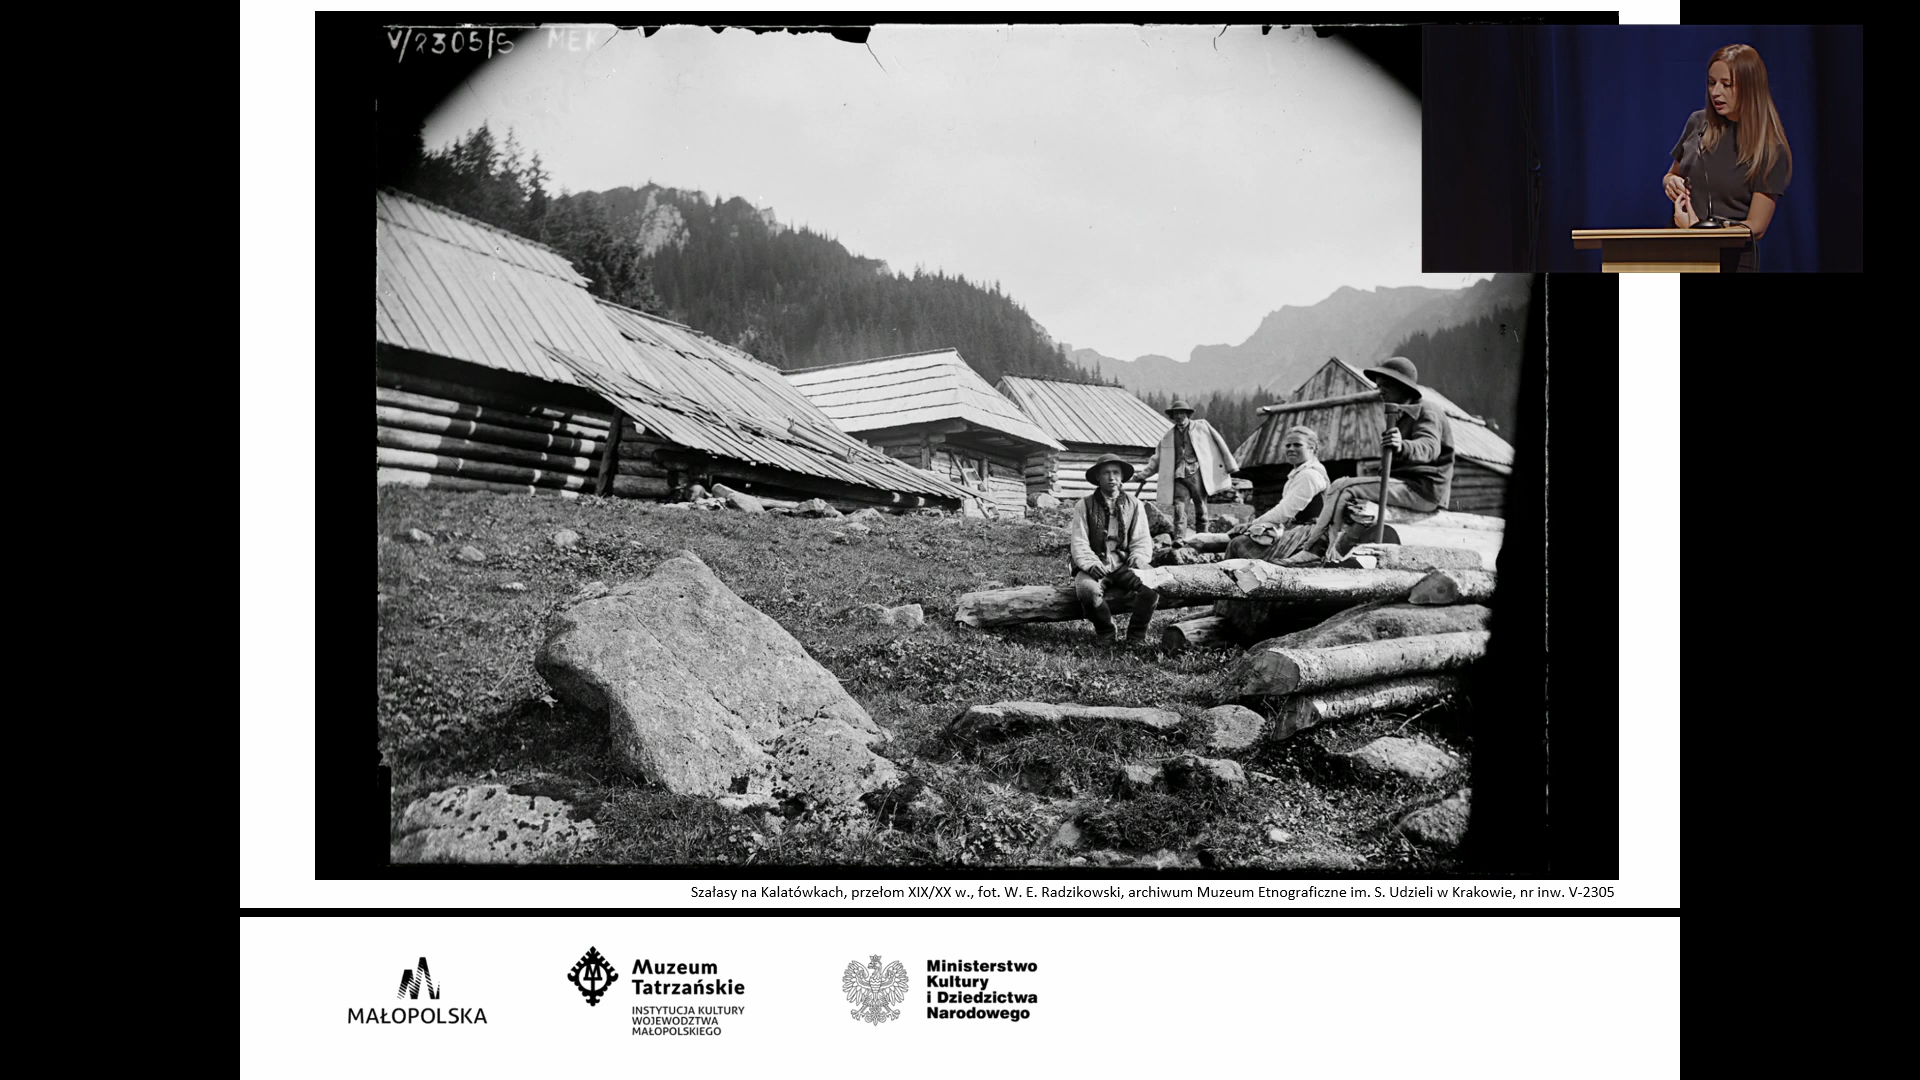 V/2305/5 MEK
Szałasy na Kalatówkach, przełom XIX/XX w., fot. W. E. Radzikowski, archiwum Muzeum Etnograficzne im. S. Udzieli w Krakowie, nr inw. V-2305
MAŁOPOLSKA
Muzeum
Tatrzańskie
INSTYTUCJA KULTURY
WOJEWÓDZTWA
MAŁOPOLSKIEGO
Ministerstwo
Kultury
i Dziedzictwa
Narodowego